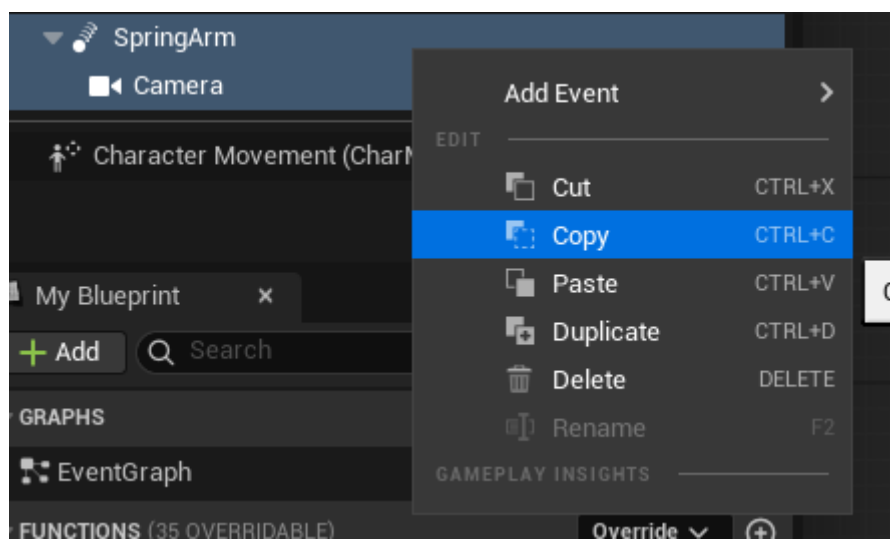 SpringArm
Camera
Add Event
EDIT
Character Movement (Char
Cut CTRL+X
Copy CTRL+C
Paste CTRL+V
Duplicate CTRL+D
Delete DELETE
Rename F2
GAMEPLAY INSIGHTS
My Blueprint
Add Search
GRAPHS
EventGraph
FUNCTIONS (35 OVERRIDABLE) Override